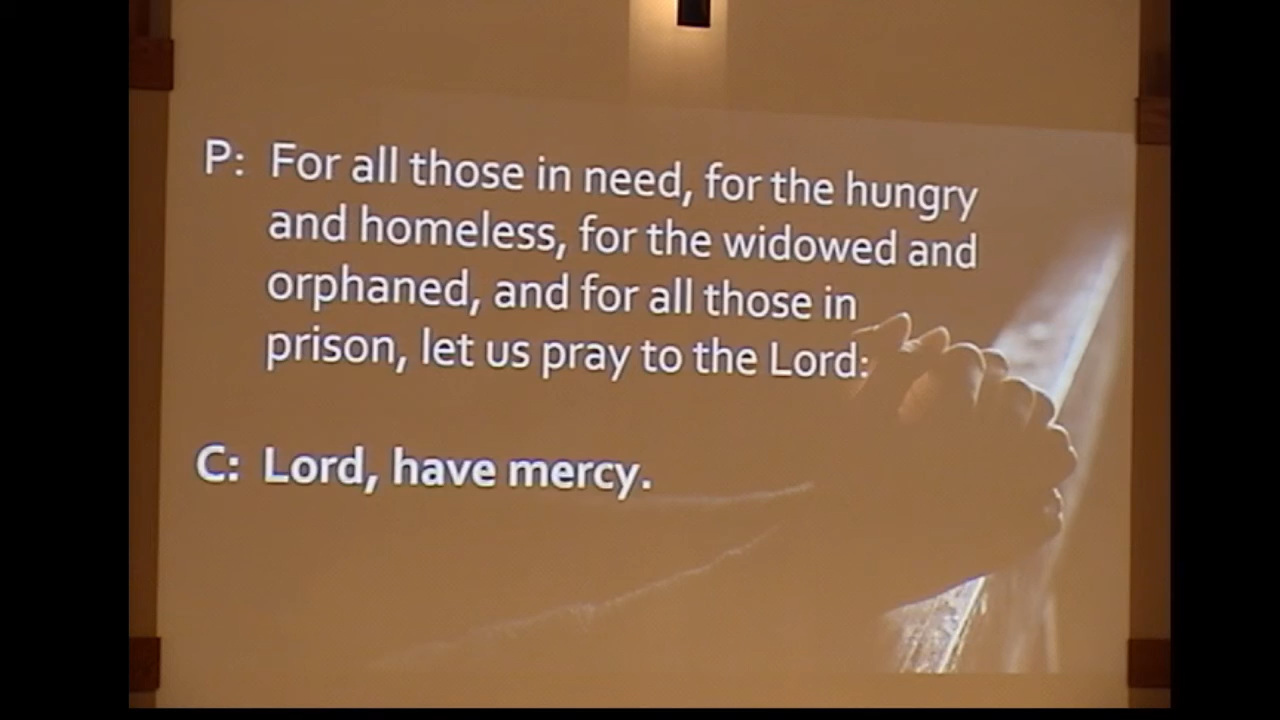 P: For all those in need, for the hungry
and homeless, for the widowed and
orphaned, and for all those in
prison, let us pray to the Lord:
C: Lord, have mercy.